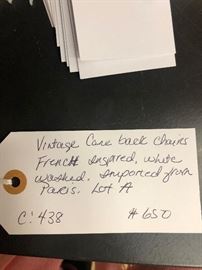 Vintage Cane back chairs
French inspired, white
washed. Imported from
Paris. Lot A
C: 438 #650